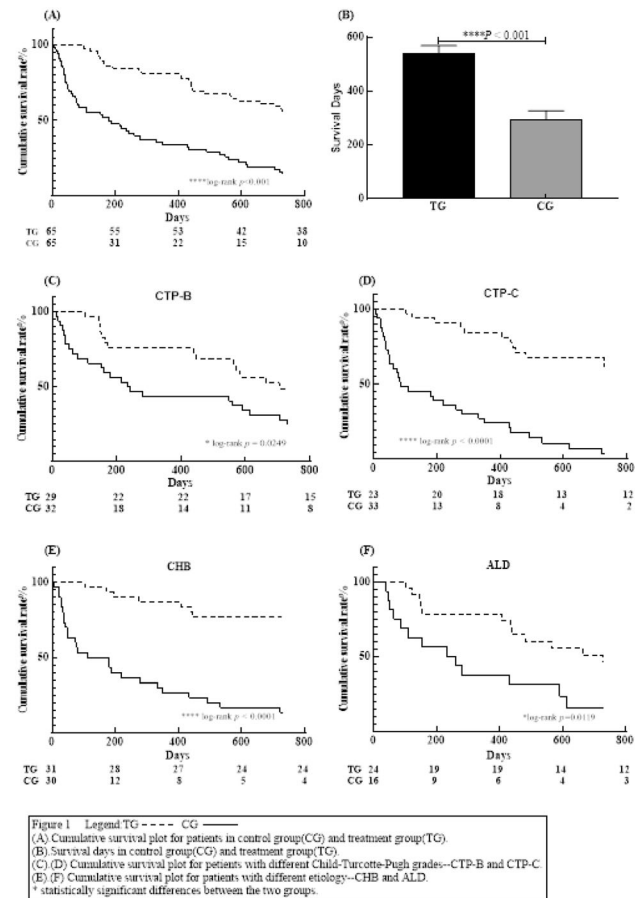 (A)
(B)
Cumulative survival rate%
100
50
0
200
400
600
800
Days
****log-rank p<0.001
TG 65 55 53 42 38
CG 65 31 22 15 10
****P < 0.001
Survival Days
600
400
200
0
TG
CG
(C)
CTP-B
Cumulative survival rate%
100
50
0
200
400
600
800
Days
* log-rank p = 0.0249
TG 29 22 22 17 15
CG 32 18 14 11 8
(D)
CTP-C
Cumulative survival rate%
100
50
0
200
400
600
800
Days
**** log-rank p < 0.0001
TG 23 20 18 13 12
CG 33 13 8 4 2
(E)
CHB
Cumulative survival rate%
100
50
0
200
400
600
800
Days
**** log-rank p < 0.0001
TG 31 28 27 24 24
CG 30 12 8 5 4
(F)
ALD
Cumulative survival rate%
100
50
0
200
400
600
800
Days
*log-rank p=0.0119
TG 24 19 19 14 12
CG 16 9 6 4 3
Figure 1 Legend:TG ---- CG ——
(A).Cumulative survival plot for patients in control group(CG) and treatment group(TG).
(B).Survival days in control group(CG) and treatment group(TG).
(C).(D) Cumulative survival plot for petients with different Child-Turcotte-Pugh grades--CTP-B and CTP-C.
(E).(F) Cumulative survival plot for patients with different etiology--CHB and ALD.
* statistically significant differences between the two groups.